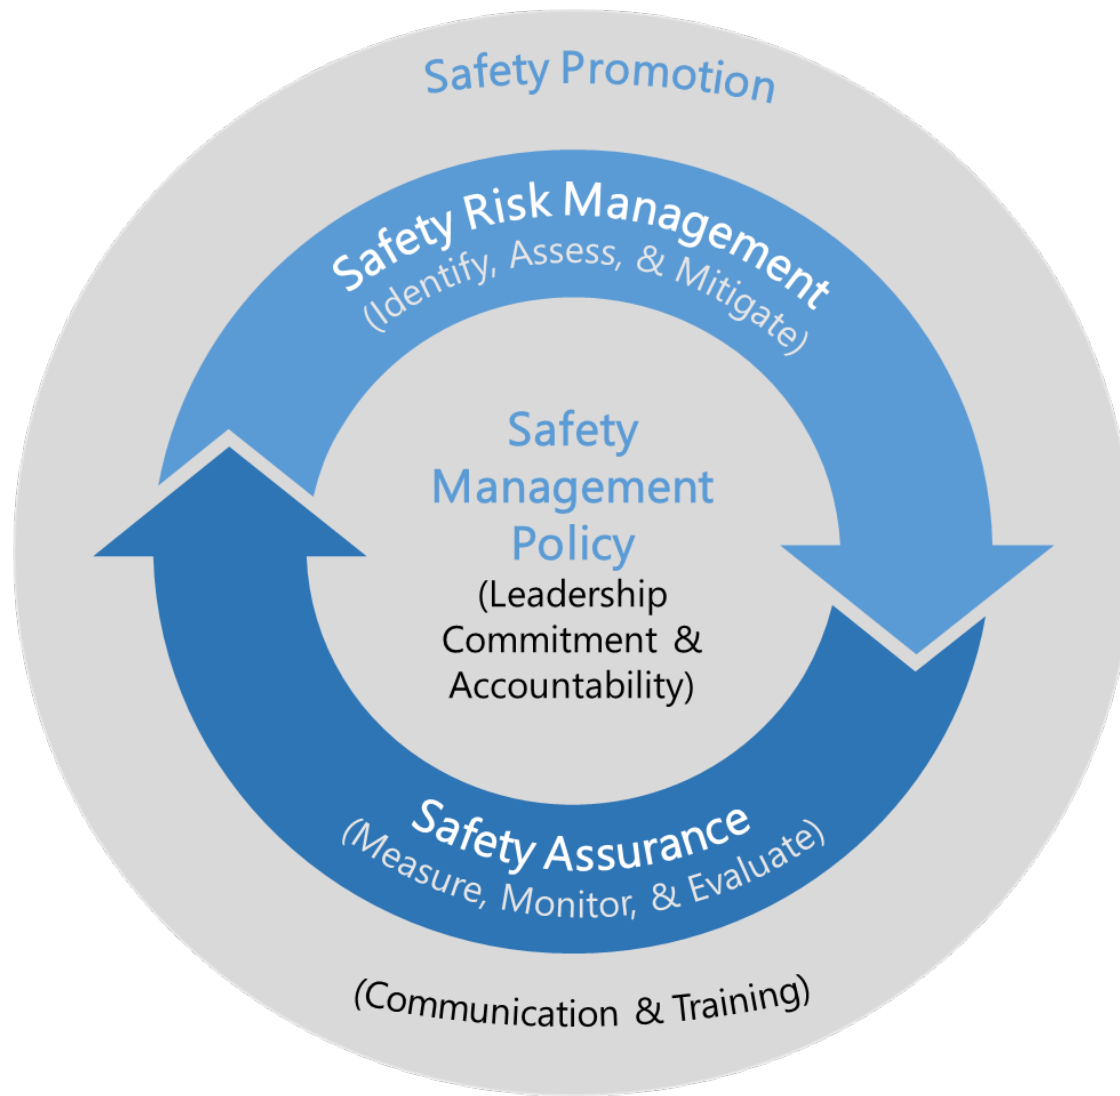 Safety Promotion
Safety Risk Management
(Identify, Assess, & Mitigate)
Safety
Management
Policy
(Leadership
Commitment &
Accountability)
Safety Assurance
(Measure, Monitor, & Evaluate)
(Communication & Training)